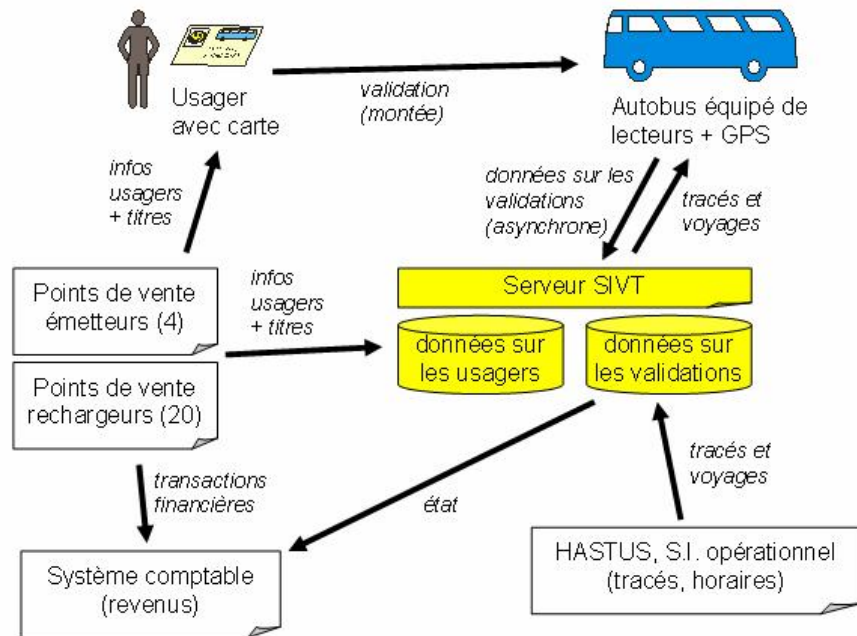 Usager
avec carte
validation
(montée)
Autobus équipé de
lecteurs + GPS
infos
usagers
+ titres
données sur les
validations
(asynchrone)
tracés et
voyages
Points de vente
émetteurs (4)
infos
usagers
+ titres
Serveur SIVT
Points de vente
rechargeurs (20)
données sur
les usagers
données sur
les validations
transactions
financières
état
tracés et
voyages
Système comptable
(revenus)
HASTUS, S.I. opérationnel
(tracés, horaires)